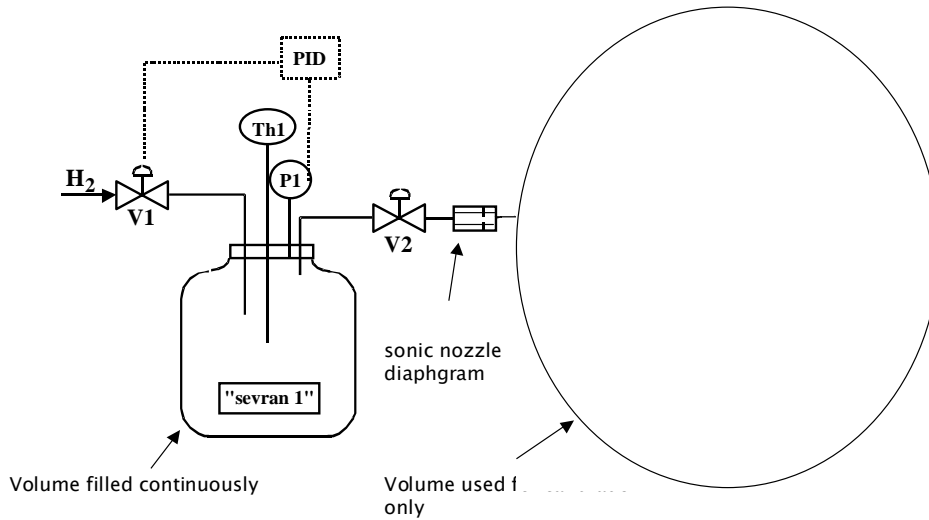 PID
Th1
P1
H2
V1
V2
sonic nozzle
diaphgram
"sevran 1"
Volume filled continuously
Volume used
only